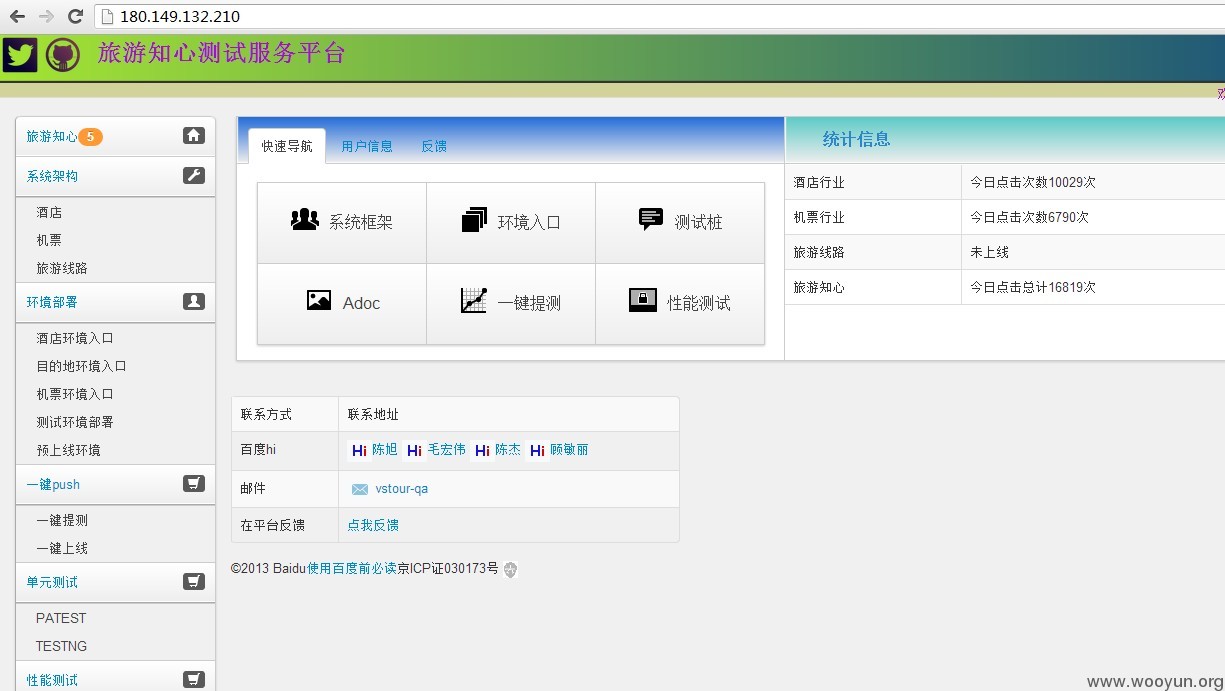 180.149.132.210
旅游知心测试服务平台
旅游知心 5
系统架构
酒店
机票
旅游线路
环境部署
酒店环境入口
目的地环境入口
机票环境入口
测试环境部署
预上线环境
一键push
一键提测
一键上线
单元测试
PATEST
TESTNG
性能测试
快速导航 用户信息 反馈
系统框架 环境入口 测试桩
Adoc 一键提测 性能测试
统计信息
酒店行业 今日点击次数10029次
机票行业 今日点击次数6790次
旅游线路 未上线
旅游知心 今日点击总计16819次
联系方式 联系地址
百度hi Hi 陈旭 Hi 毛宏伟 Hi 陈杰 Hi 顾敏丽
邮件 vstour-qa
在平台反馈 点我反馈
©2013 Baidu使用百度前必读京ICP证030173号
www.wooyun.org